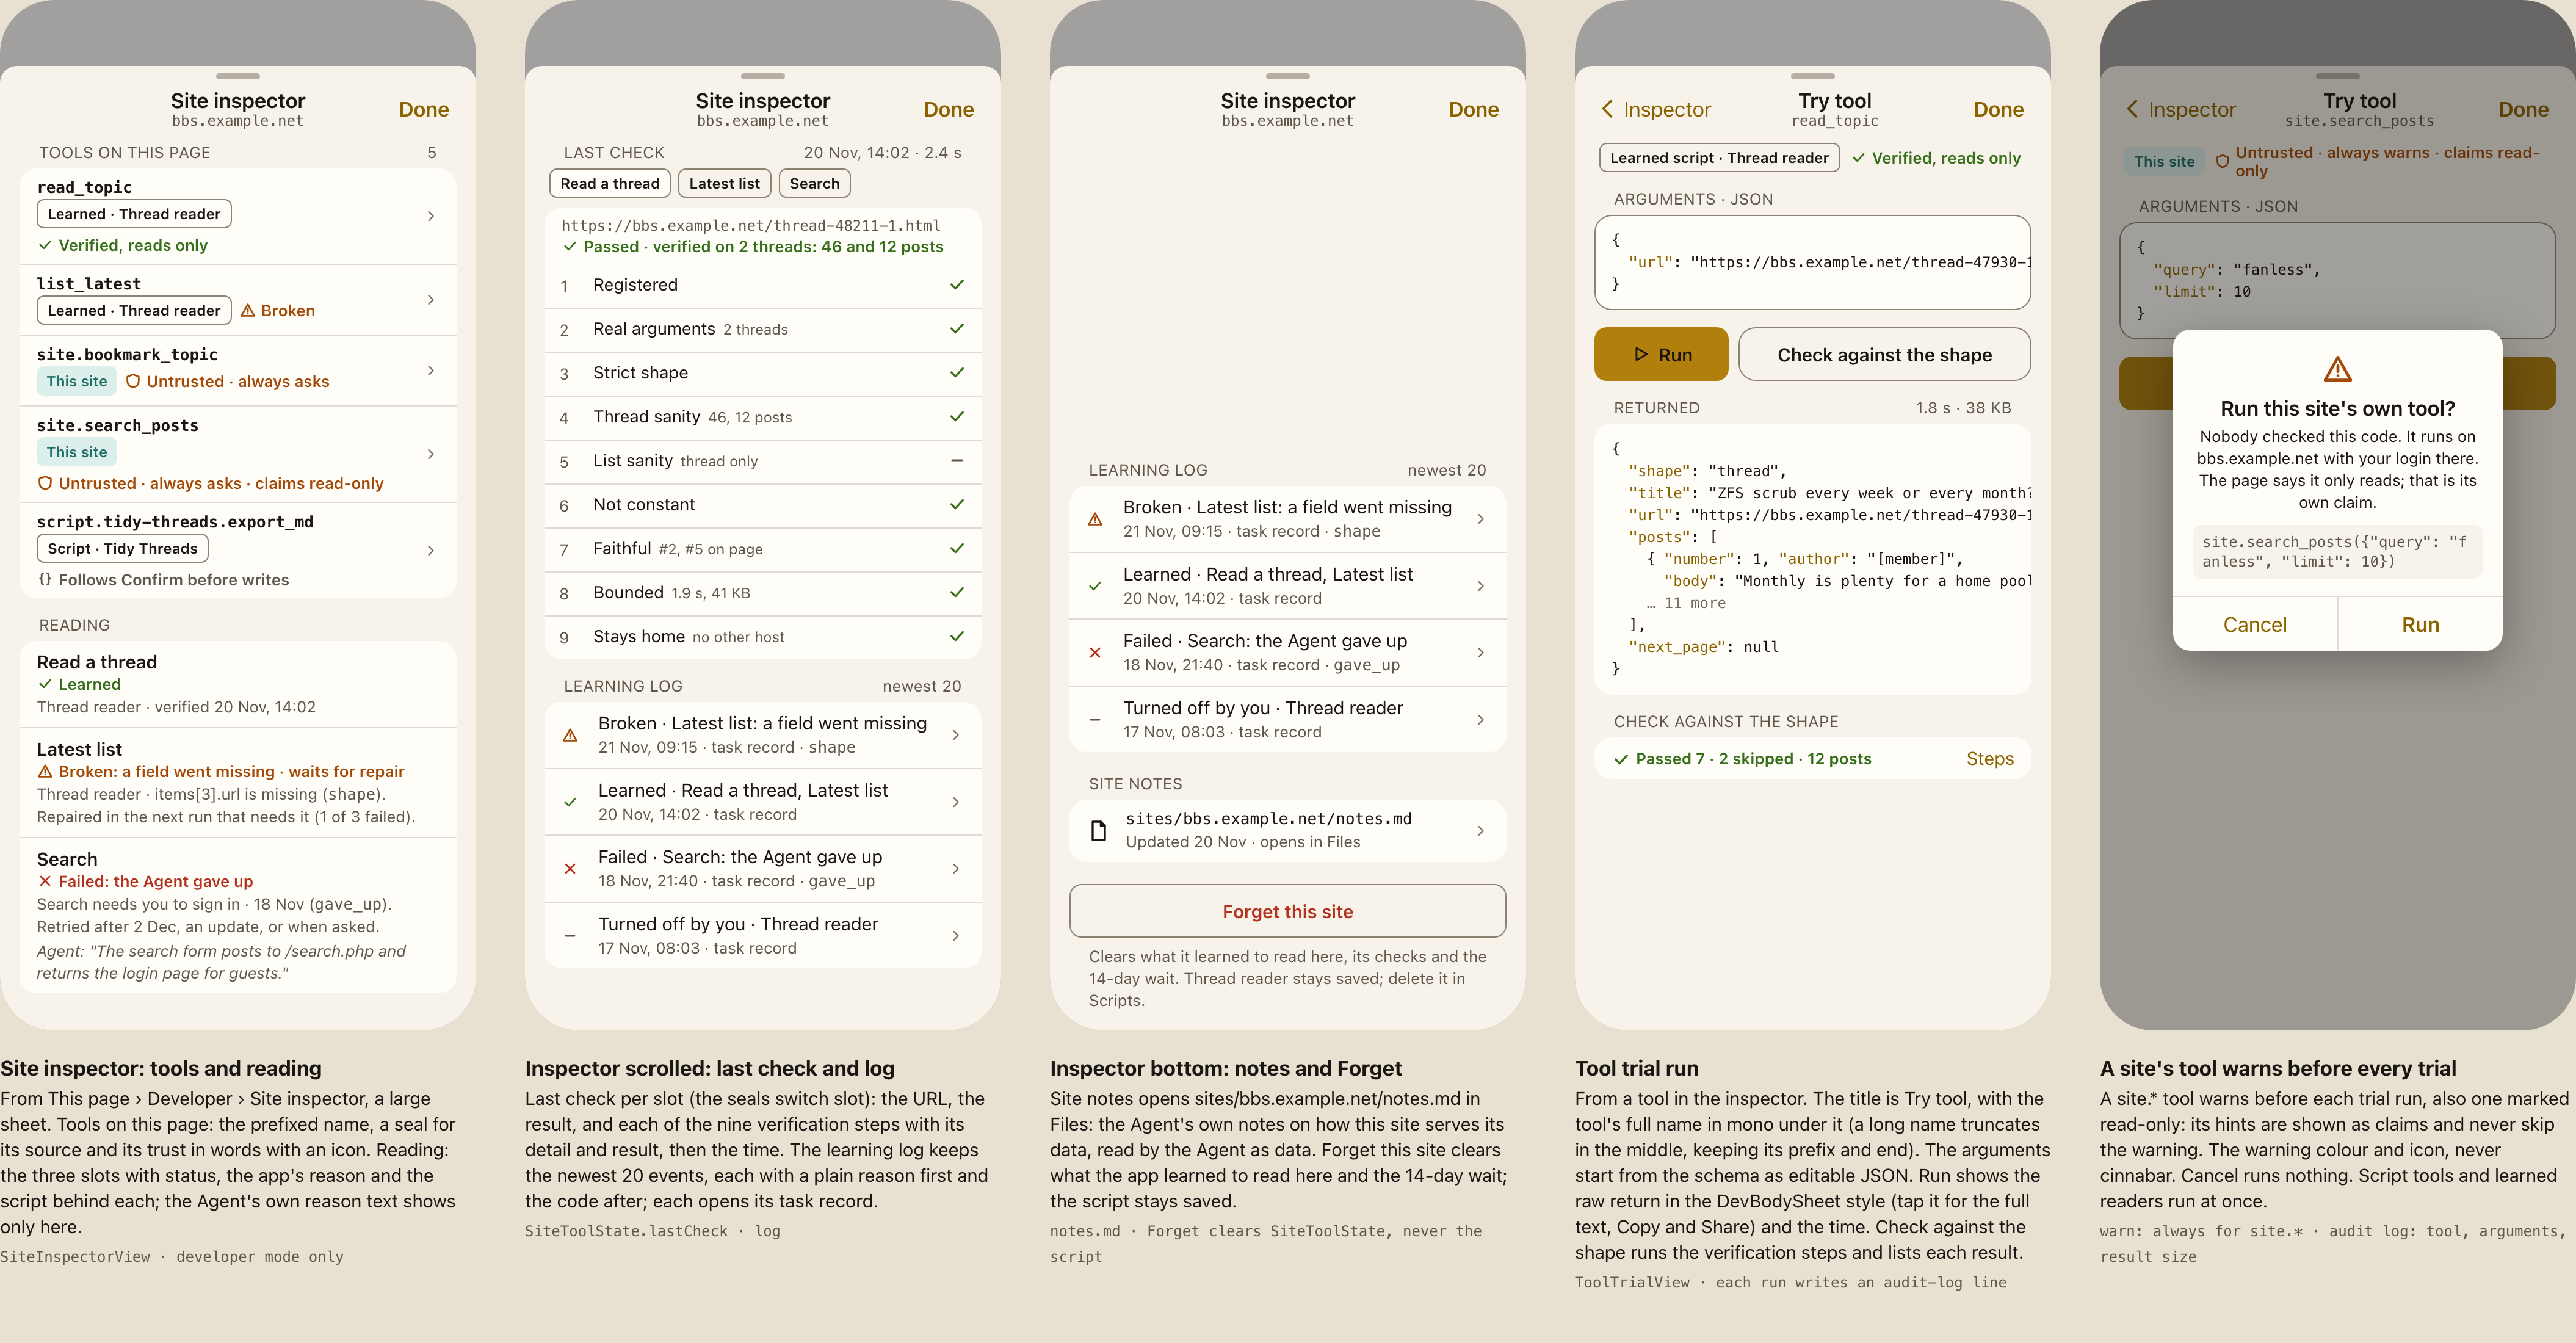 Site inspector
bbs.example.net
Done
TOOLS ON THIS PAGE 5
read_topic
Learned · Thread reader
Verified, reads only
list_latest
Learned · Thread reader Broken
site.bookmark_topic
This site Untrusted · always asks
site.search_posts
This site
Untrusted · always asks · claims read-only
script.tidy-threads.export_md
Script · Tidy Threads
{} Follows Confirm before writes
READING
Read a thread
Learned
Thread reader · verified 20 Nov, 14:02
Latest list
Broken: a field went missing · waits for repair
Thread reader · items[3].url is missing (shape).
Repaired in the next run that needs it (1 of 3 failed).
Search
Failed: the Agent gave up
Search needs you to sign in · 18 Nov (gave_up).
Retried after 2 Dec, an update, or when asked.
Agent: "The search form posts to /search.php and
returns the login page for guests."
Site inspector: tools and reading
From This page › Developer › Site inspector, a large
sheet. Tools on this page: the prefixed name, a seal for
its source and its trust in words with an icon. Reading:
the three slots with status, the app's reason and the
script behind each; the Agent's own reason text shows
only here.
SiteInspectorView · developer mode only
Site inspector
bbs.example.net
Done
LAST CHECK 20 Nov, 14:02 · 2.4 s
Read a thread Latest list Search
https://bbs.example.net/thread-48211-1.html
Passed · verified on 2 threads: 46 and 12 posts
1 Registered
2 Real arguments 2 threads
3 Strict shape
4 Thread sanity 46, 12 posts
5 List sanity thread only
6 Not constant
7 Faithful #2, #5 on page
8 Bounded 1.9 s, 41 KB
9 Stays home no other host
LEARNING LOG newest 20
Broken · Latest list: a field went missing
21 Nov, 09:15 · task record · shape
Learned · Read a thread, Latest list
20 Nov, 14:02 · task record
Failed · Search: the Agent gave up
18 Nov, 21:40 · task record · gave_up
Turned off by you · Thread reader
17 Nov, 08:03 · task record
Inspector scrolled: last check and log
Last check per slot (the seals switch slot): the URL, the
result, and each of the nine verification steps with its
detail and result, then the time. The learning log keeps
the newest 20 events, each with a plain reason first and
the code after; each opens its task record.
SiteToolState.lastCheck · log
Site inspector
bbs.example.net
Done
LEARNING LOG newest 20
Broken · Latest list: a field went missing
21 Nov, 09:15 · task record · shape
Learned · Read a thread, Latest list
20 Nov, 14:02 · task record
Failed · Search: the Agent gave up
18 Nov, 21:40 · task record · gave_up
Turned off by you · Thread reader
17 Nov, 08:03 · task record
SITE NOTES
sites/bbs.example.net/notes.md
Updated 20 Nov · opens in Files
Forget this site
Clears what it learned to read here, its checks and the
14-day wait. Thread reader stays saved; delete it in
Scripts.
Inspector bottom: notes and Forget
Site notes opens sites/bbs.example.net/notes.md in
Files: the Agent's own notes on how this site serves its
data, read by the Agent as data. Forget this site clears
what the app learned to read here and the 14-day wait;
the script stays saved.
notes.md · Forget clears SiteToolState, never the
script
Inspector
Try tool
read_topic
Done
Learned script · Thread reader Verified, reads only
ARGUMENTS · JSON
{
"url": "https://bbs.example.net/thread-47930-1
}
Run Check against the shape
RETURNED 1.8 s · 38 KB
{
"shape": "thread",
"title": "ZFS scrub every week or every month?
"url": "https://bbs.example.net/thread-47930-1
"posts": [
{ "number": 1, "author": "[member]",
"body": "Monthly is plenty for a home pool
… 11 more
],
"next_page": null
}
CHECK AGAINST THE SHAPE
Passed 7 · 2 skipped · 12 posts Steps
Tool trial run
From a tool in the inspector. The title is Try tool, with the
tool's full name in mono under it (a long name truncates
in the middle, keeping its prefix and end). The arguments
start from the schema as editable JSON. Run shows the
raw return in the DevBodySheet style (tap it for the full
text, Copy and Share) and the time. Check against the
shape runs the verification steps and lists each result.
ToolTrialView · each run writes an audit-log line
Inspector
Try tool
site.search_posts
Done
This site Untrusted · always warns · claims read-
only
ARGUMENTS · JSON
{
"query": "fanless",
"limit": 10
}
Run this site's own tool?
Nobody checked this code. It runs on
bbs.example.net with your login there.
The page says it only reads; that is its
own claim.
site.search_posts({"query": "f
anless", "limit": 10})
Cancel Run
A site's tool warns before every trial
A site.* tool warns before each trial run, also one marked
read-only: its hints are shown as claims and never skip
the warning. The warning colour and icon, never
cinnabar. Cancel runs nothing. Script tools and learned
readers run at once.
warn: always for site.* · audit log: tool, arguments,
result size